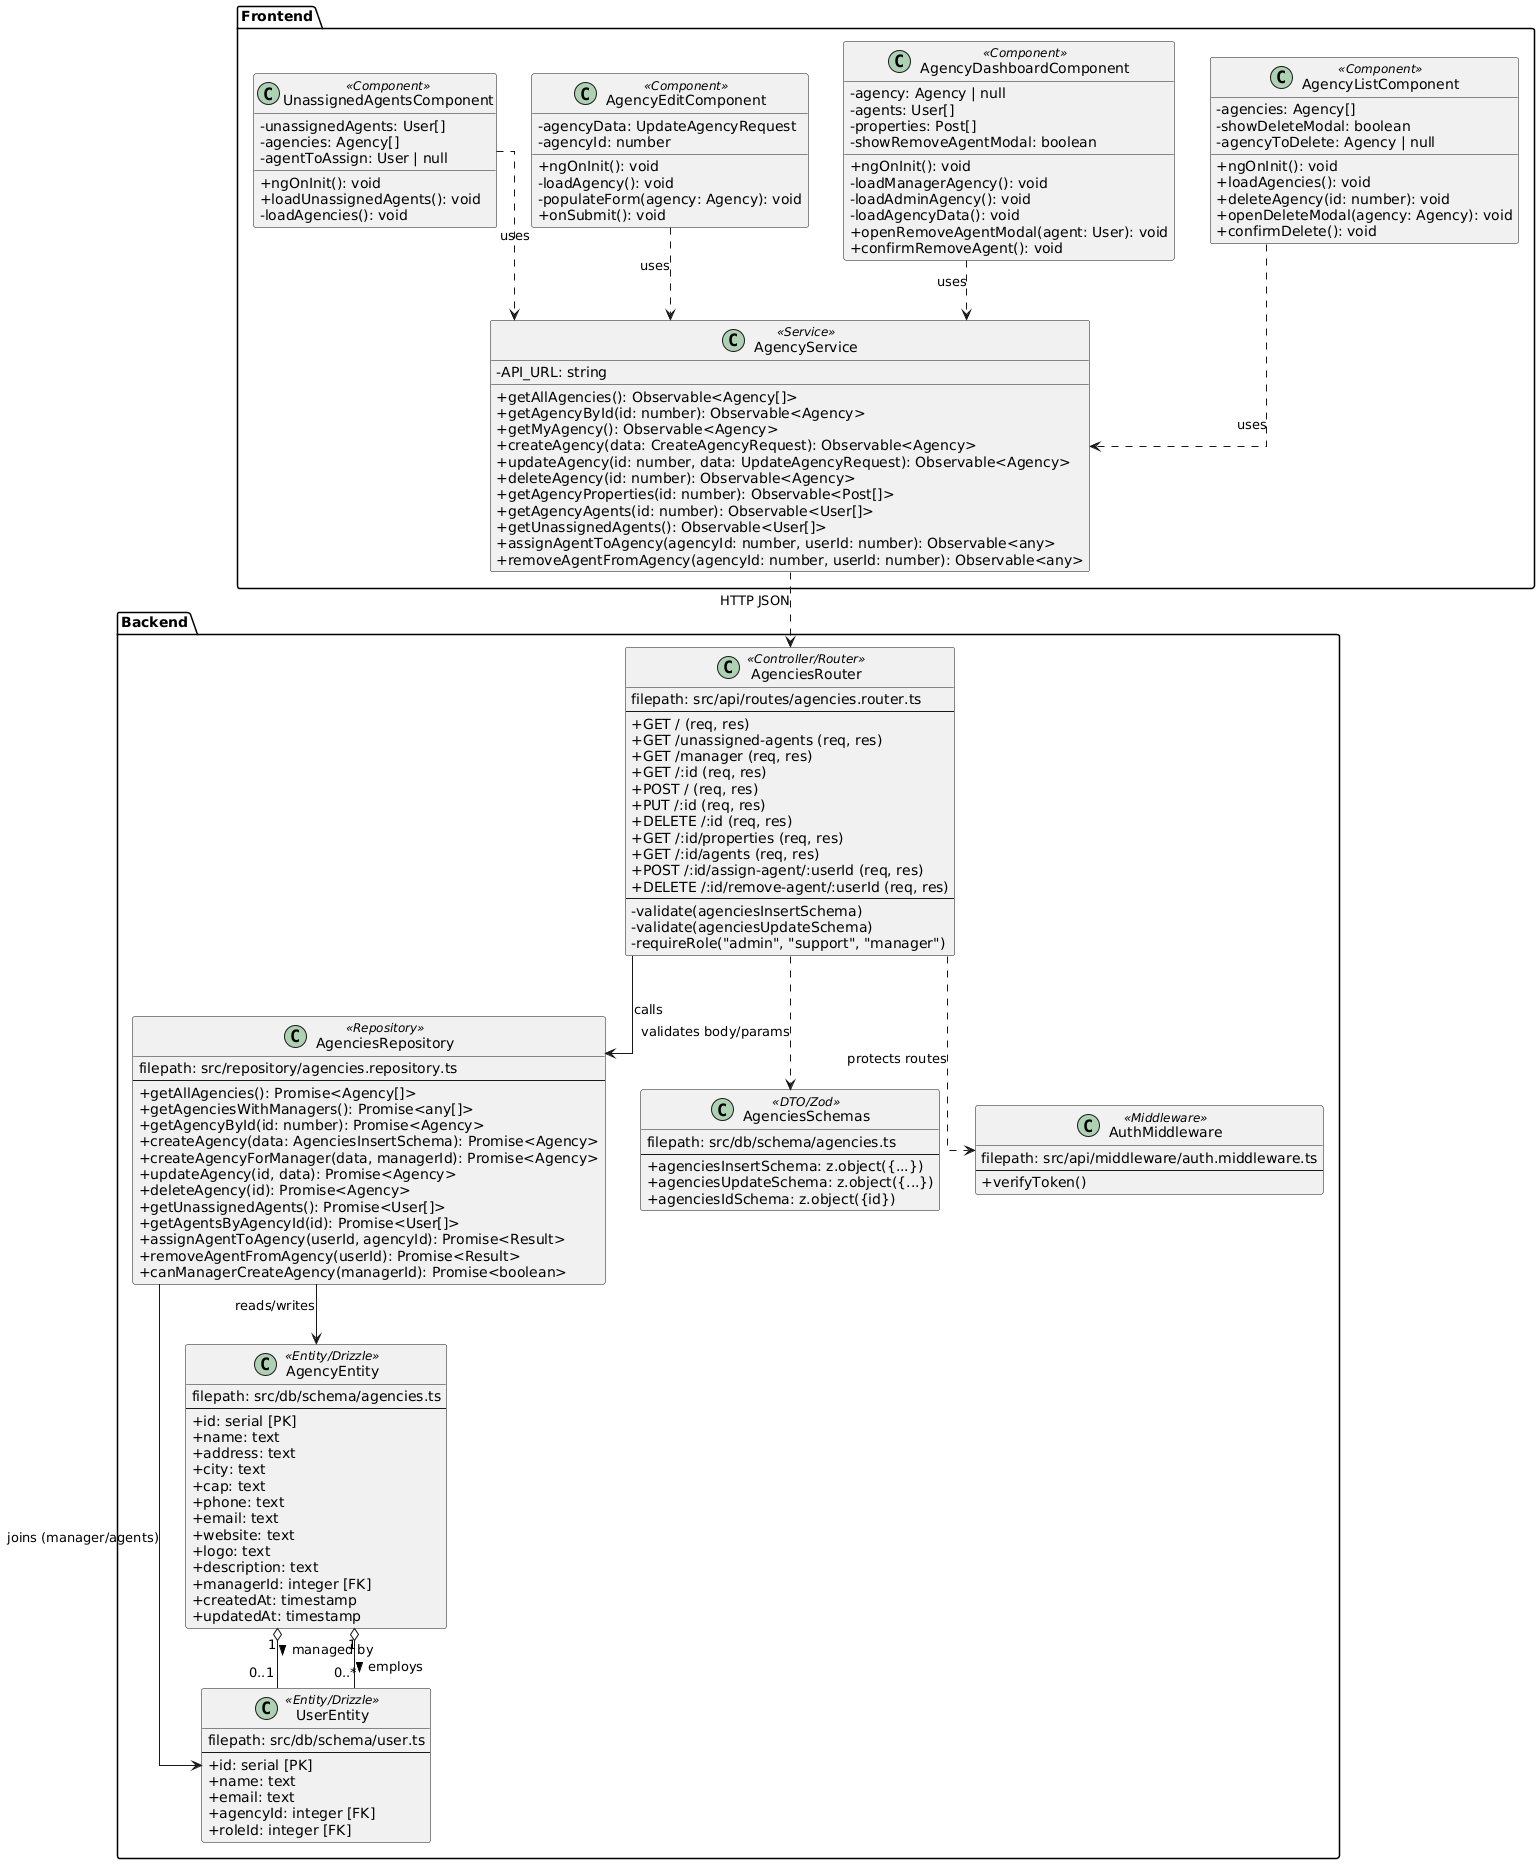 Frontend
«Component»
UnassignedAgentsComponent
-unassignedAgents: User[]
-agencies: Agency[]
-agentToAssign: User | null
+ngOnInit(): void
+loadUnassignedAgents(): void
-loadAgencies(): void
«Component»
AgencyEditComponent
-agencyData: UpdateAgencyRequest
-agencyId: number
+ngOnInit(): void
-loadAgency(): void
-populateForm(agency: Agency): void
+onSubmit(): void
«Component»
AgencyDashboardComponent
-agency: Agency | null
-agents: User[]
-properties: Post[]
-showRemoveAgentModal: boolean
+ngOnInit(): void
-loadManagerAgency(): void
-loadAdminAgency(): void
-loadAgencyData(): void
+openRemoveAgentModal(agent: User): void
+confirmRemoveAgent(): void
«Component»
AgencyListComponent
-agencies: Agency[]
-showDeleteModal: boolean
-agencyToDelete: Agency | null
+ngOnInit(): void
+loadAgencies(): void
+deleteAgency(id: number): void
+openDeleteModal(agency: Agency): void
+confirmDelete(): void
uses
uses
uses
uses
«Service»
AgencyService
-API_URL: string
+getAllAgencies(): Observable<Agency[]>
+getAgencyById(id: number): Observable<Agency>
+getMyAgency(): Observable<Agency>
+createAgency(data: CreateAgencyRequest): Observable<Agency>
+updateAgency(id: number, data: UpdateAgencyRequest): Observable<Agency>
+deleteAgency(id: number): Observable<Agency>
+getAgencyProperties(id: number): Observable<Post[]>
+getAgencyAgents(id: number): Observable<User[]>
+getUnassignedAgents(): Observable<User[]>
+assignAgentToAgency(agencyId: number, userId: number): Observable<any>
+removeAgentFromAgency(agencyId: number, userId: number): Observable<any>
HTTP JSON
Backend
«Controller/Router»
AgenciesRouter
filepath: src/api/routes/agencies.router.ts
+GET / (req, res)
+GET /unassigned-agents (req, res)
+GET /manager (req, res)
+GET /:id (req, res)
+POST / (req, res)
+PUT /:id (req, res)
+DELETE /:id (req, res)
+GET /:id/properties (req, res)
+GET /:id/agents (req, res)
+POST /:id/assign-agent/:userId (req, res)
+DELETE /:id/remove-agent/:userId (req, res)
-validate(agenciesInsertSchema)
-validate(agenciesUpdateSchema)
-requireRole("admin", "support", "manager")
calls
validates body/params
protects routes
«Repository»
AgenciesRepository
filepath: src/repository/agencies.repository.ts
+getAllAgencies(): Promise<Agency[]>
+getAgenciesWithManagers(): Promise<any[]>
+getAgencyById(id: number): Promise<Agency>
+createAgency(data: AgenciesInsertSchema): Promise<Agency>
+createAgencyForManager(data, managerId): Promise<Agency>
+updateAgency(id, data): Promise<Agency>
+deleteAgency(id): Promise<Agency>
+getUnassignedAgents(): Promise<User[]>
+getAgentsByAgencyId(id): Promise<User[]>
+assignAgentToAgency(userId, agencyId): Promise<Result>
+removeAgentFromAgency(userId): Promise<Result>
+canManagerCreateAgency(managerId): Promise<boolean>
«DTO/Zod»
AgenciesSchemas
filepath: src/db/schema/agencies.ts
+agenciesInsertSchema: z.object({...})
+agenciesUpdateSchema: z.object({...})
+agenciesIdSchema: z.object({id})
«Middleware»
AuthMiddleware
filepath: src/api/middleware/auth.middleware.ts
+verifyToken()
reads/writes
joins (manager/agents)
«Entity/Drizzle»
AgencyEntity
filepath: src/db/schema/agencies.ts
+id: serial [PK]
+name: text
+address: text
+city: text
+cap: text
+phone: text
+email: text
+website: text
+logo: text
+description: text
+managerId: integer [FK]
+createdAt: timestamp
+updatedAt: timestamp
1
managed by
1
0..1
0..*
employs
«Entity/Drizzle»
UserEntity
filepath: src/db/schema/user.ts
+id: serial [PK]
+name: text
+email: text
+agencyId: integer [FK]
+roleId: integer [FK]